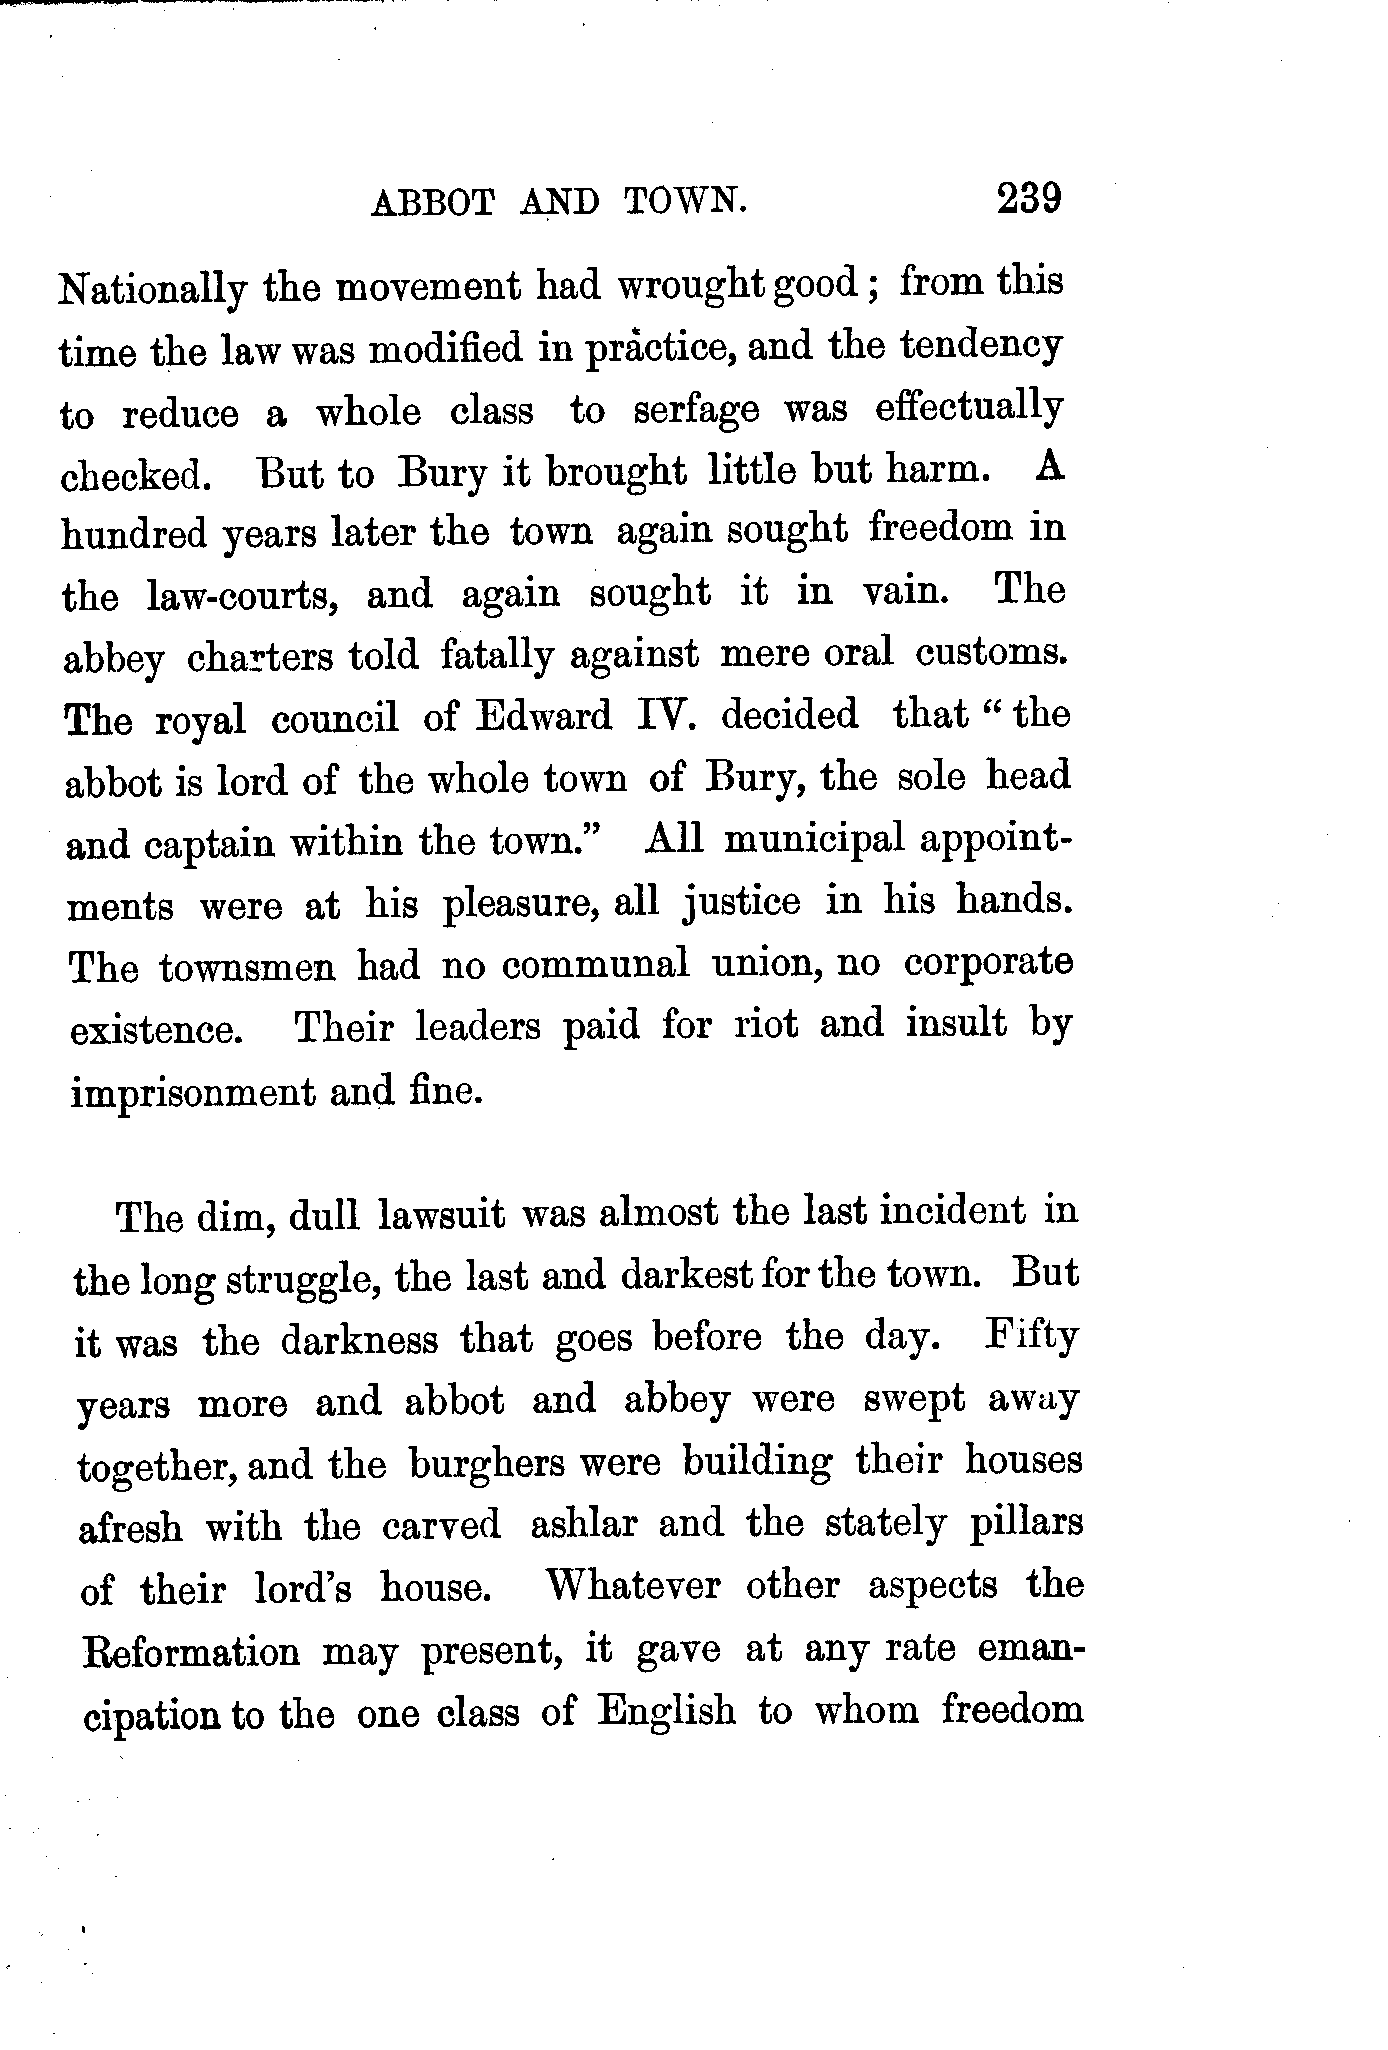 ABBOT AND TOWN. 239
Nationally the movement had wrought good; from this
time the law was modified in practice, and the tendency
to reduce a whole class to serfage was effectually
checked. But to Bury it brought little but harm. A
hundred years later the town again sought freedom in
the law-courts, and again sought it in vain. The
abbey charters told fatally against mere oral customs.
The royal council of Edward IV. decided that “the
abbot is lord of the whole town of Bury, the sole head
and captain within the town.” All municipal appoint-
ments were at his pleasure, all justice in his hands.
The townsmen had no communal union, no corporate
existence. Their leaders paid for riot and insult by
imprisonment and fine.
The dim, dull lawsuit was almost the last incident in
the long struggle, the last and darkest for the town. But
it was the darkness that goes before the day. Fifty
years more and abbot and abbey were swept away
together, and the burghers were building their houses
afresh with the carved ashlar and the stately pillars
of their lord’s house. Whatever other aspects the
Reformation may present, it gave at any rate eman-
cipation to the one class of English to whom freedom